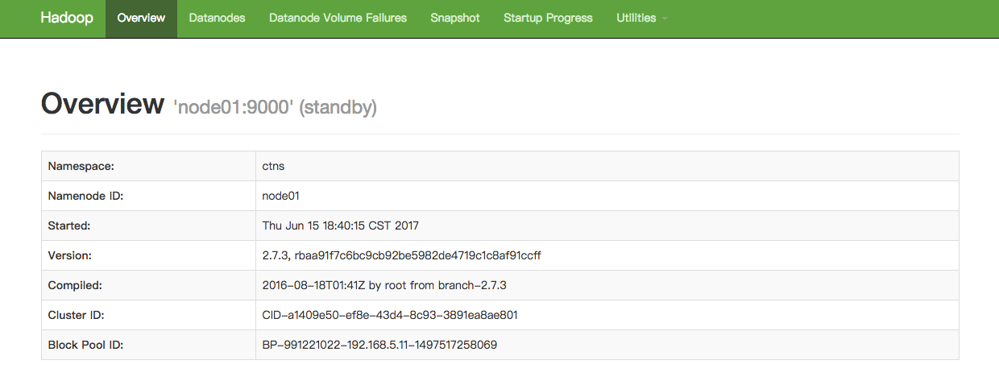 Hadoop Overview Datanodes Datanode Volume Failures Snapshot Startup Progress Utilities
Overview 'node01:9000' (standby)
Namespace: ctns
Namenode ID: node01
Started: Thu Jun 15 18:40:15 CST 2017
Version: 2.7.3, rbaa91f7c6bc9cb92be5982de4719c1c8af91ccff
Compiled: 2016-08-18T01:41Z by root from branch-2.7.3
Cluster ID: CID-a1409e50-ef8e-43d4-8c93-3891ea8ae801
Block Pool ID: BP-991221022-192.168.5.11-1497517258069